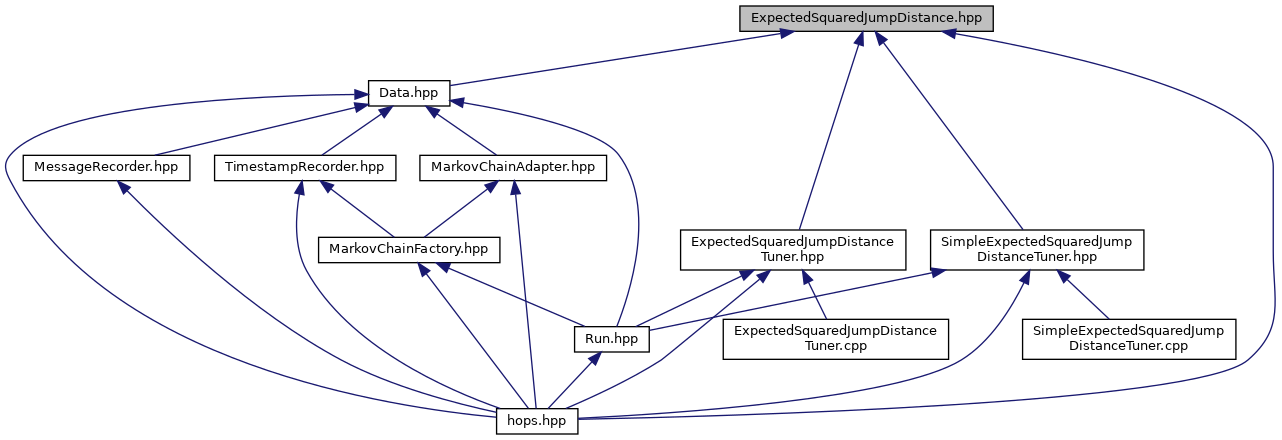 ExpectedSquaredJumpDistance.hpp
Data.hpp
MessageRecorder.hpp
TimestampRecorder.hpp
MarkovChainAdapter.hpp
MarkovChainFactory.hpp
ExpectedSquaredJumpDistance
Tuner.hpp
SimpleExpectedSquaredJump
DistanceTuner.hpp
Run.hpp
ExpectedSquaredJumpDistance
Tuner.cpp
SimpleExpectedSquaredJump
DistanceTuner.cpp
hops.hpp